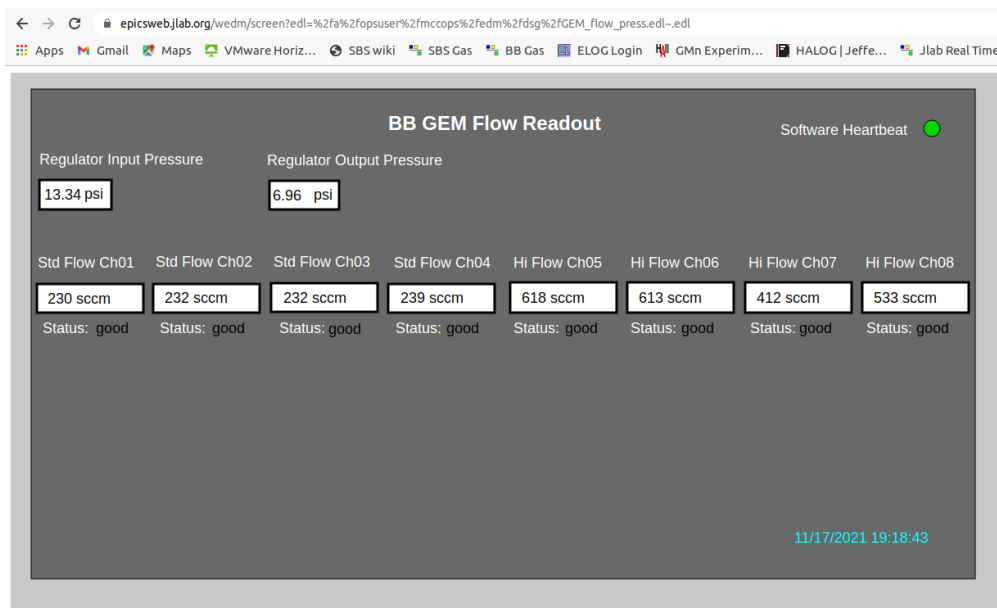 epicsweb.jlab.org/wedm/screen?edl=%2fa%2fopsuser%2fmccops%2fedm%2fdsg%2fGEM_flow_press.edl~.edl
Apps Gmail Maps VMware Horiz... SBS wiki SBS Gas BB Gas ELOG Login GMn Experim... HALOG | Jeffe... Jlab Real Time
BB GEM Flow Readout
Software Heartbeat
Regulator Input Pressure Regulator Output Pressure
13.34 psi 6.96 psi
Std Flow Ch01 Std Flow Ch02 Std Flow Ch03 Std Flow Ch04 Hi Flow Ch05 Hi Flow Ch06 Hi Flow Ch07 Hi Flow Ch08
230 sccm 232 sccm 232 sccm 239 sccm 618 sccm 613 sccm 412 sccm 533 sccm
Status: good Status: good Status: good Status: good Status: good Status: good Status: good Status: good
11/17/2021 19:18:43